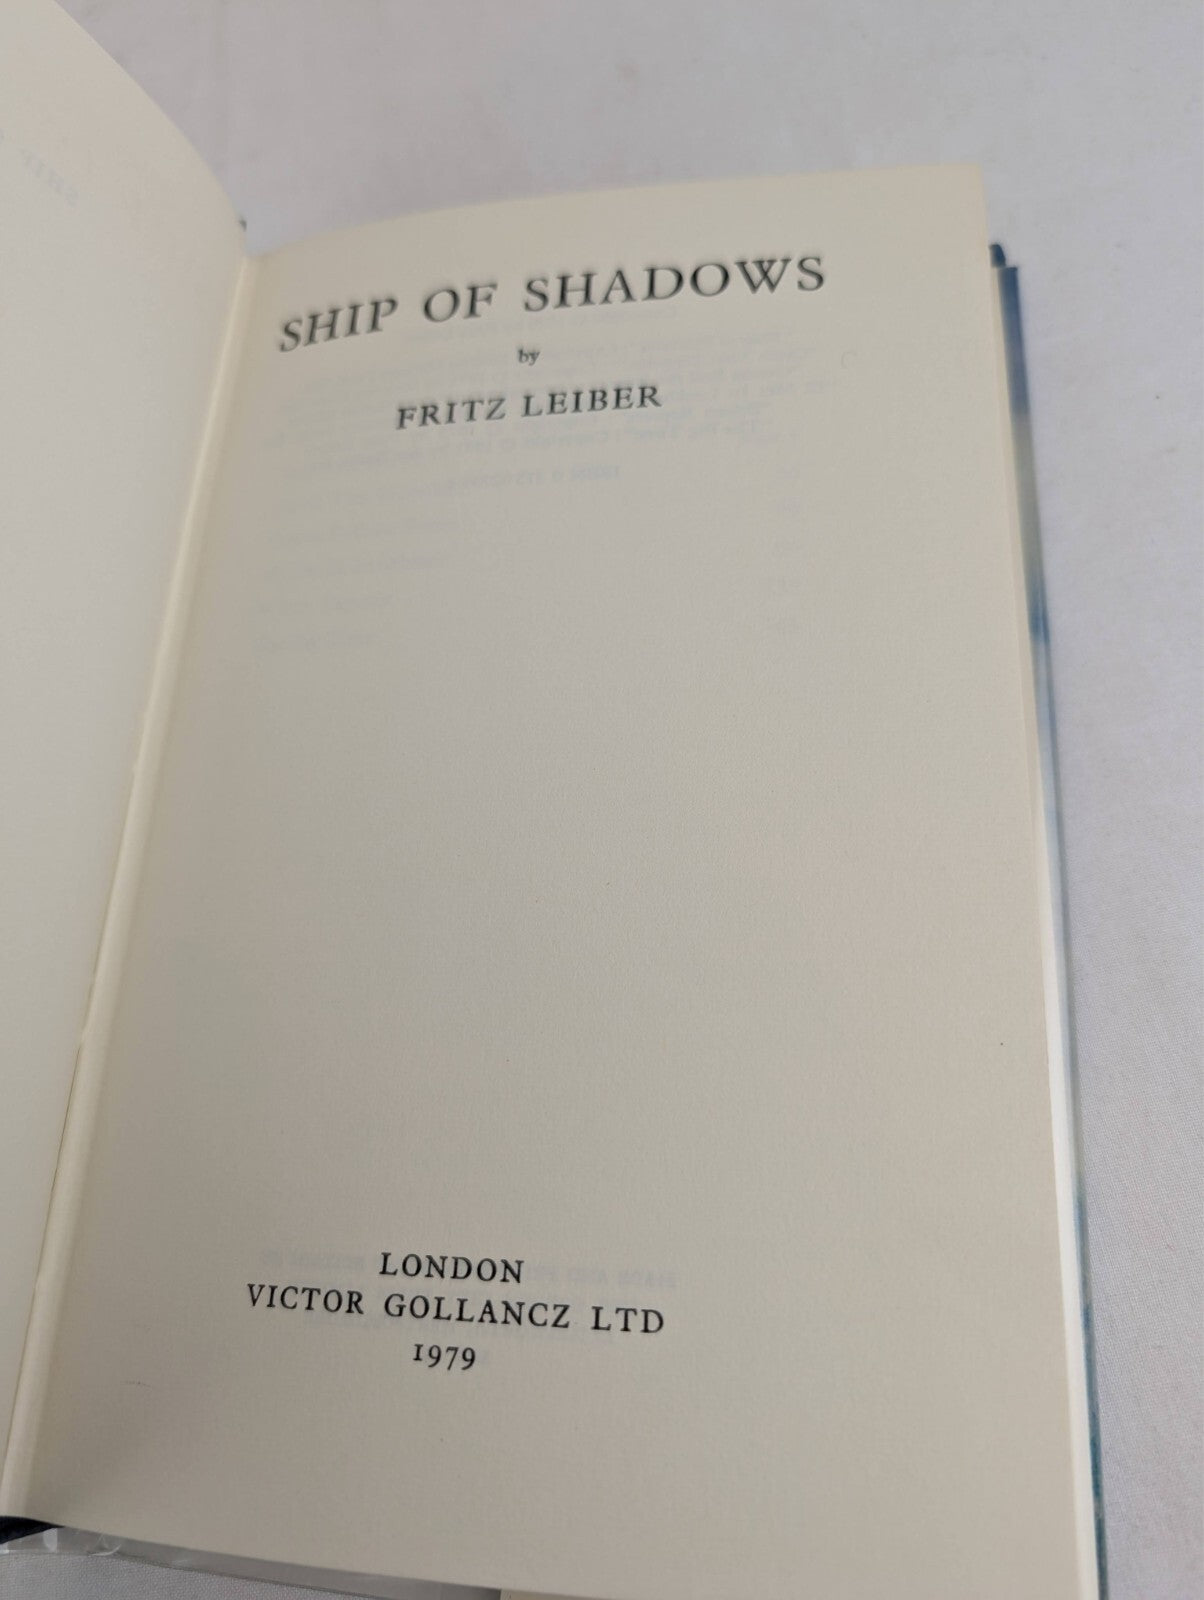 SHIP OF SHADOWS
by
FRITZ LEIBER
LONDON
VICTOR GOLLANCZ LTD
1979